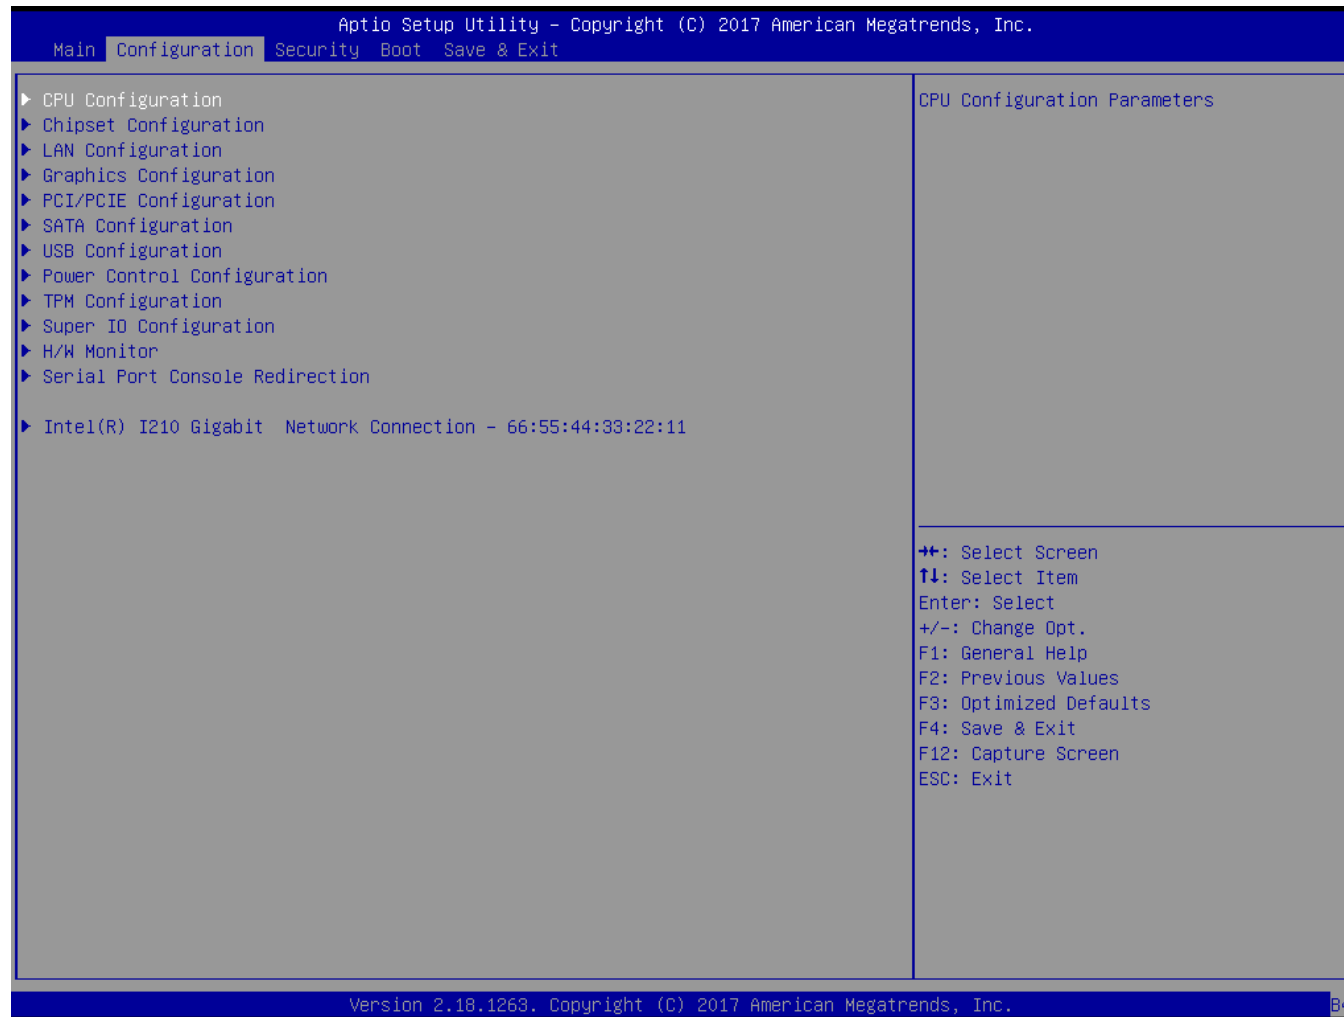 Aptio Setup Utility – Copyright (C) 2017 American Megatrends, Inc.
Main Configuration Security Boot Save & Exit
▶ CPU Configuration
▶ Chipset Configuration
▶ LAN Configuration
▶ Graphics Configuration
▶ PCI/PCIE Configuration
▶ SATA Configuration
▶ USB Configuration
▶ Power Control Configuration
▶ TPM Configuration
▶ Super IO Configuration
▶ H/W Monitor
▶ Serial Port Console Redirection
▶ Intel(R) I210 Gigabit  Network Connection – 66:55:44:33:22:11
CPU Configuration Parameters
→←: Select Screen
↑↓: Select Item
Enter: Select
+/-: Change Opt.
F1: General Help
F2: Previous Values
F3: Optimized Defaults
F4: Save & Exit
F12: Capture Screen
ESC: Exit
Version 2.18.1263. Copyright (C) 2017 American Megatrends, Inc.